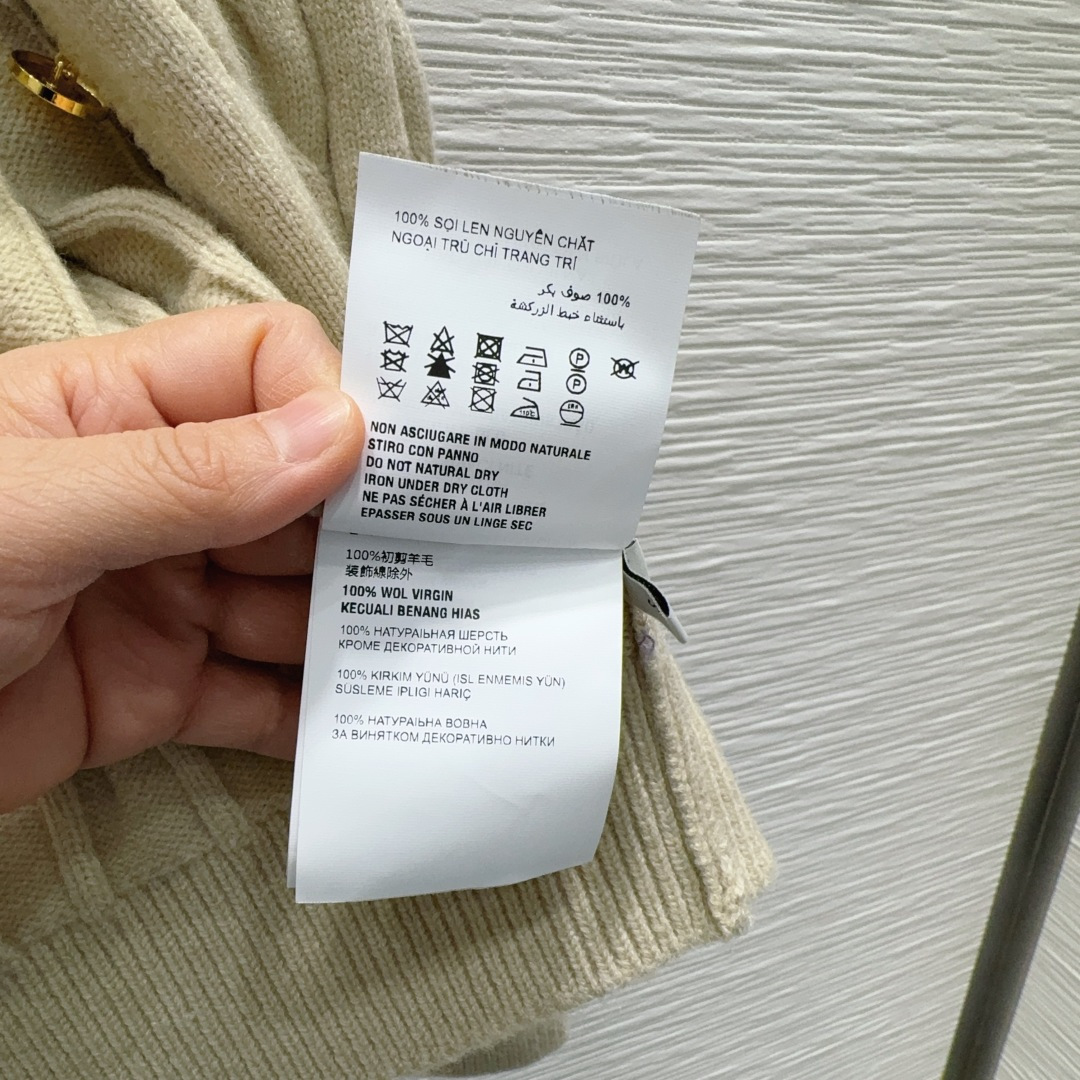 100% SỢI LEN NGUYÊN CHẤT
NGOẠI TRỪ CHỈ TRANG TRÍ
100% صوف بكر
باستثناء خيط الزركشة
P
W
P
110°C
NON ASCIUGARE IN MODO NATURALE
STIRO CON PANNO
DO NOT NATURAL DRY
IRON UNDER DRY CLOTH
NE PAS SÉCHER À L'AIR LIBRER
EPASSER SOUS UN LINGE SEC
100%初剪羊毛
装飾線除外
100% WOL VIRGIN
KECUALI BENANG HIAS
100% НАТУРАІЬНАЯ ШЕРСТЬ
КРОМЕ ДЕКОРАТИВНОЙ НИТИ
100% KIRKIM YÜNÜ (ISL ENMEMIS YÜN)
SÜSLEME IPLIGI HARIÇ
100% НАТУРАІЬНА ВОВНА
ЗА ВИНЯТКОМ ДЕКОРАТИВНО НИТКИ